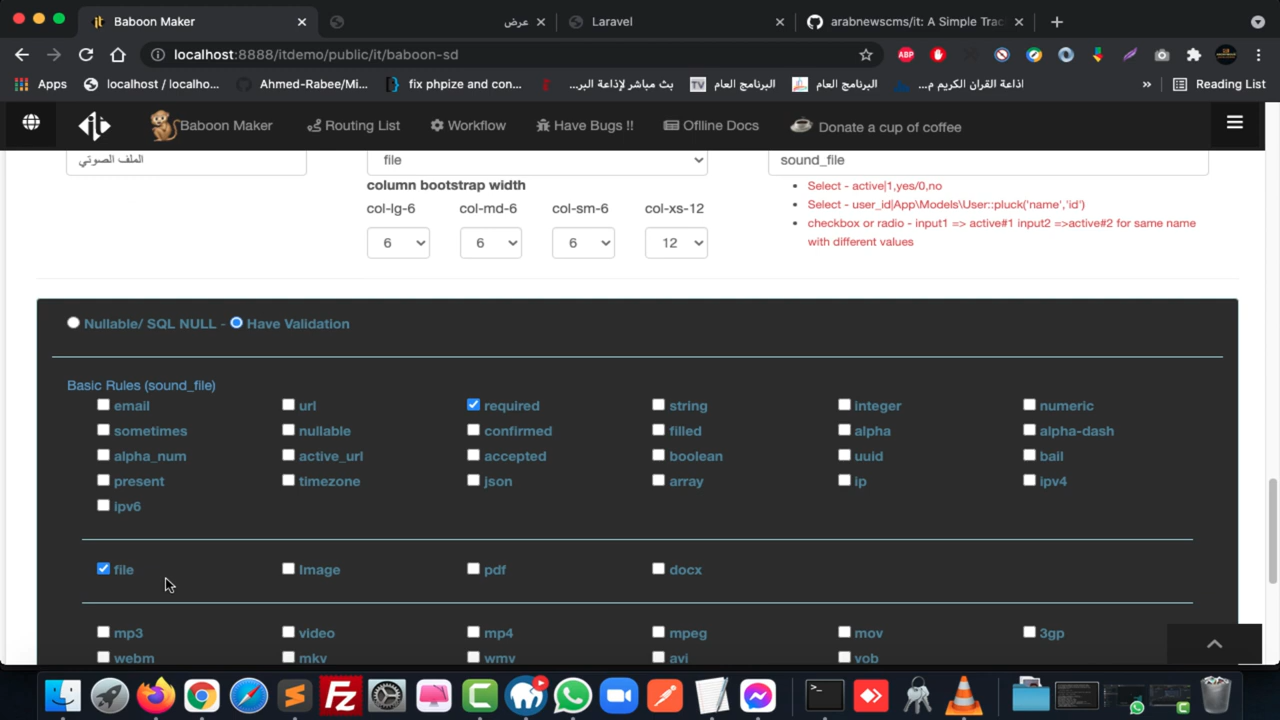 Baboon Maker
عرض
Laravel
arabnewscms/it: A Simple Trac
localhost:8888/itdemo/public/it/baboon-sd
Apps
localhost / localho...
Ahmed-Rabee/Mi...
fix phpize and con...
بث مباشر لإذاعة البر...
البرنامج العام
البرنامج العام
اذاعة القران الكريم م...
»
Reading List
Baboon Maker
Routing List
Workflow
Have Bugs !!
Oflline Docs
Donate a cup of coffee
الملف الصوتي
file
sound_file
column bootstrap width
col-lg-6
col-md-6
col-sm-6
col-xs-12
6
6
6
12
Select - active|1,yes/0,no
Select - user_id|App\Models\User::pluck('name','id')
checkbox or radio - input1 => active#1 input2 =>active#2 for same name
with different values
Nullable/ SQL NULL - Have Validation
Basic Rules (sound_file)
email
url
required
string
integer
numeric
sometimes
nullable
confirmed
filled
alpha
alpha-dash
alpha_num
active_url
accepted
boolean
uuid
bail
present
timezone
json
array
ip
ipv4
ipv6
file
Image
pdf
docx
mp3
video
mp4
mpeg
mov
3gp
webm
mkv
wmv
avi
vob